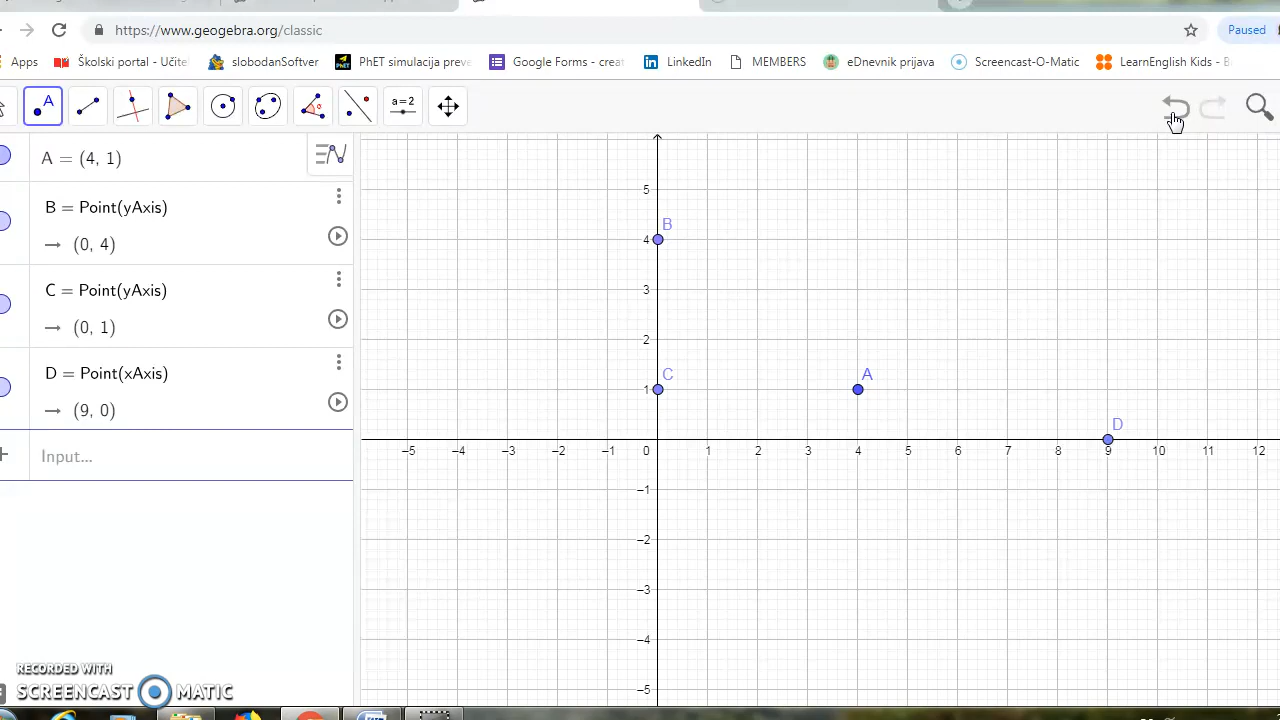 https://www.geogebra.org/classic
Paused
Apps
Školski portal - Učite
slobodanSoftver
PhET simulacija preve
Google Forms - creat
LinkedIn
MEMBERS
eDnevnik prijava
Screencast-O-Matic
LearnEnglish Kids - B
A
a=2
A = (4, 1)
B = Point(yAxis)
→ (0, 4)
C = Point(yAxis)
→ (0, 1)
D = Point(xAxis)
→ (9, 0)
Input...
5
B
4
3
2
C
A
1
D
−5 −4 −3 −2 −1 0 1 2 3 4 5 6 7 8 9 10 11 12
−1
−2
−3
−4
−5
RECORDED WITH
SCREENCAST MATIC